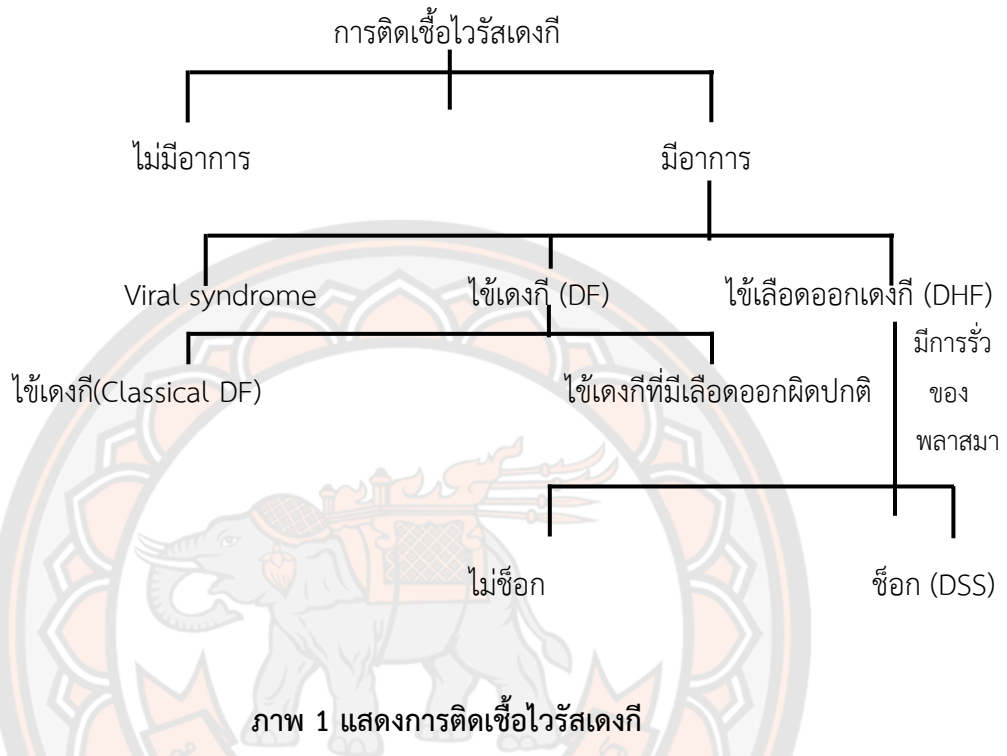 การติดเชื้อไวรัสเดงกี
ไม่มีอาการ
มีอาการ
Viral syndrome
ไข้เดงกี (DF)
ไข้เลือดออกเดงกี (DHF)
มีการรั่ว
ของ
พลาสมา
ไข้เดงกี(Classical DF)
ไข้เดงกีที่มีเลือดออกผิดปกติ
ไม่ช็อก
ช็อก (DSS)
ภาพ 1 แสดงการติดเชื้อไวรัสเดงกี